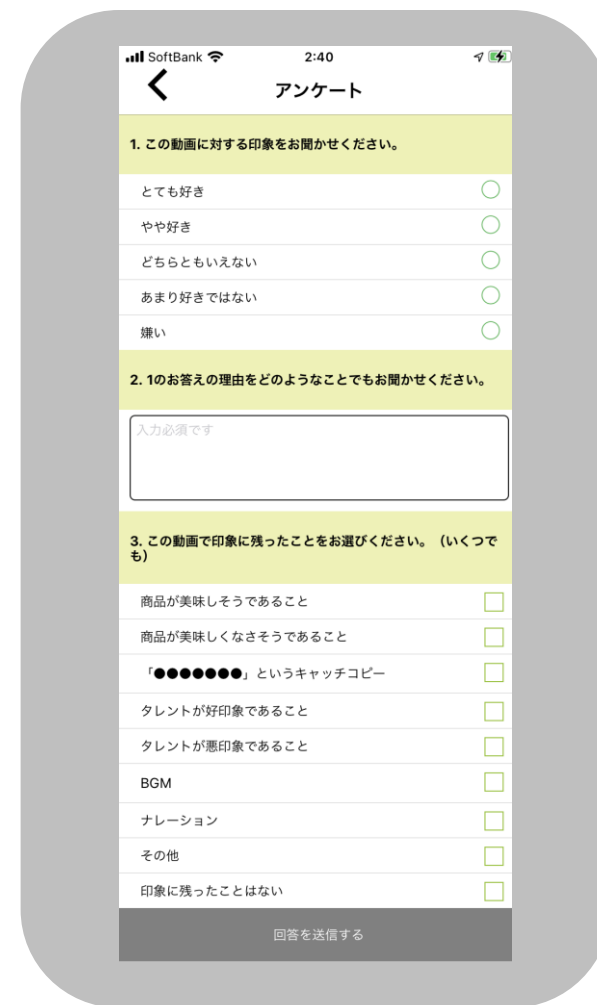 SoftBank 2:40
アンケート
1. この動画に対する印象をお聞かせください。
とても好き
やや好き
どちらともいえない
あまり好きではない
嫌い
2. 1のお答えの理由をどのようなことでもお聞かせください。
入力必須です
3. この動画で印象に残ったことをお選びください。（いくつで
も）
商品が美味しそうであること
商品が美味しくなさそうであること
「●●●●●●●」というキャッチコピー
タレントが好印象であること
タレントが悪印象であること
BGM
ナレーション
その他
印象に残ったことはない
回答を送信する